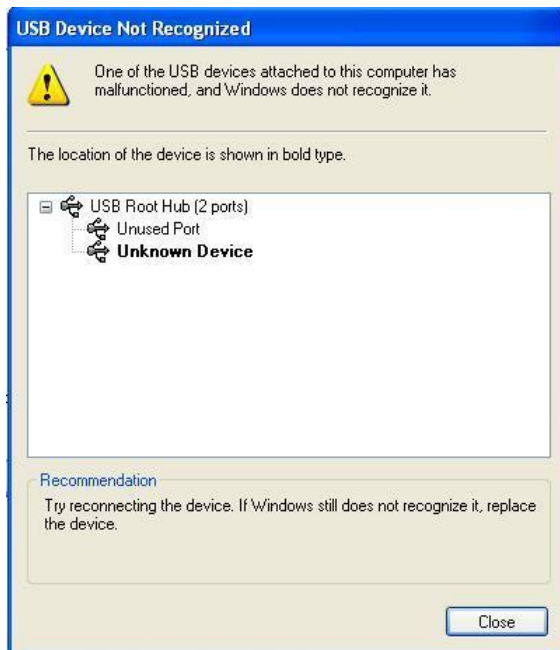 USB Device Not Recognized
One of the USB devices attached to this computer has
malfunctioned, and Windows does not recognize it.
The location of the device is shown in bold type.
USB Root Hub (2 ports)
Unused Port
Unknown Device
Recommendation
Try reconnecting the device. If Windows still does not recognize it, replace
the device.
Close